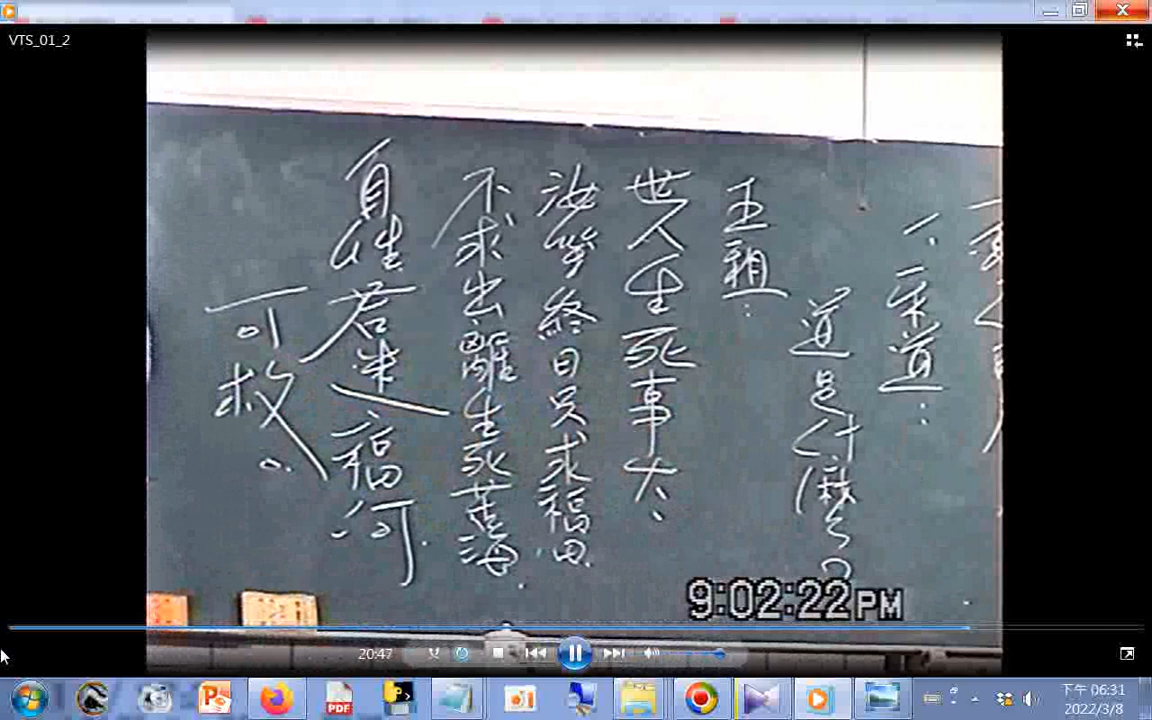 VTS_01_2
1. 求道：
道是什麼？
五祖：
世人生死事大、
汝等終日只求福田.
不求出離生死苦海.
自性若迷、福何
可救。
9:02:22 PM
20:47
PDF
下午 06:31
2022/3/8